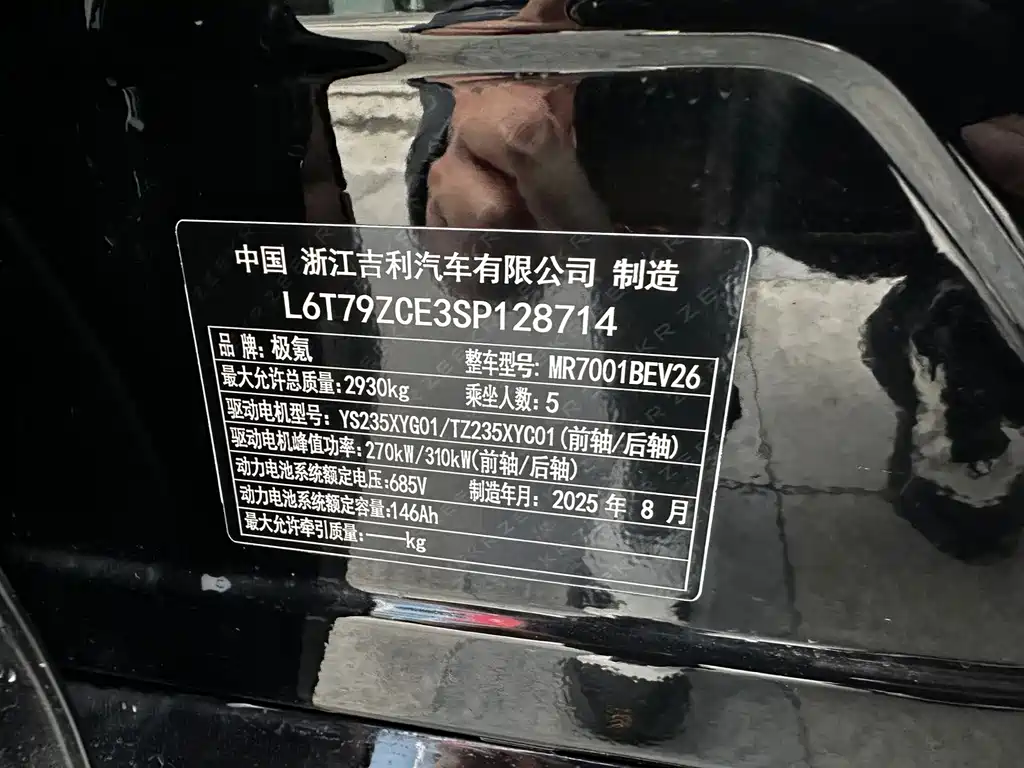 中国 浙江吉利汽车有限公司 制造
L6T79ZCE3SP128714
品 牌: 极氪 整车型号: MR7001BEV26
最大允许总质量: 2930kg 乘坐人数: 5
驱动电机型号: YS235XYG01/TZ235XYC01(前轴/后轴)
驱动电机峰值功率: 270kW/310kW(前轴/后轴)
动力电池系统额定电压: 685V 制造年月: 2025 年 8 月
动力电池系统额定容量: 146Ah
最大允许牵引质量: ——kg